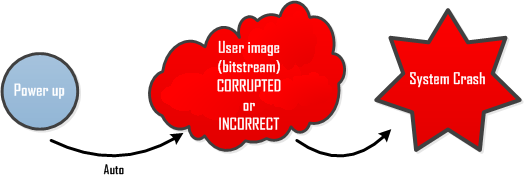 Power up
Auto
User image
(bitstream)
CORRUPTED
or
INCORRECT
System Crash